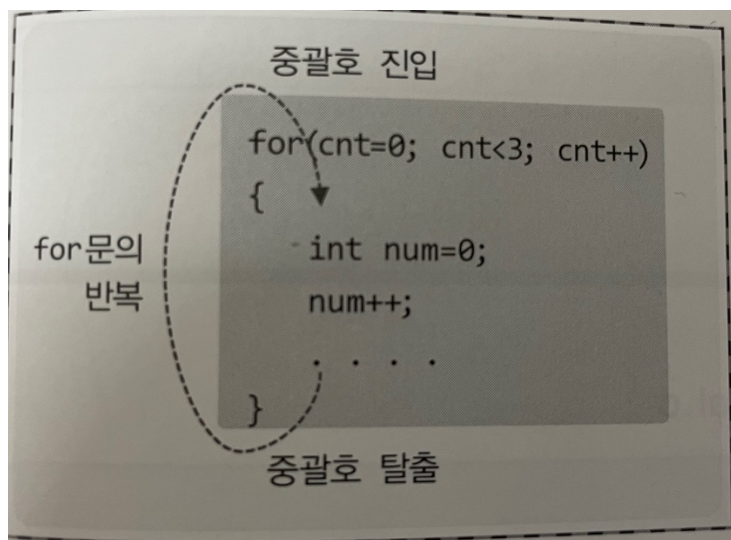 중괄호 진입
for(cnt=0; cnt<3; cnt++)
{
for문의
반복
int num=0;
num++;
. . . .
}
중괄호 탈출